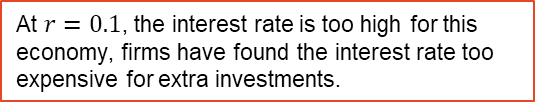 At r = 0.1, the interest rate is too high for this
economy, firms have found the interest rate too
expensive for extra investments.